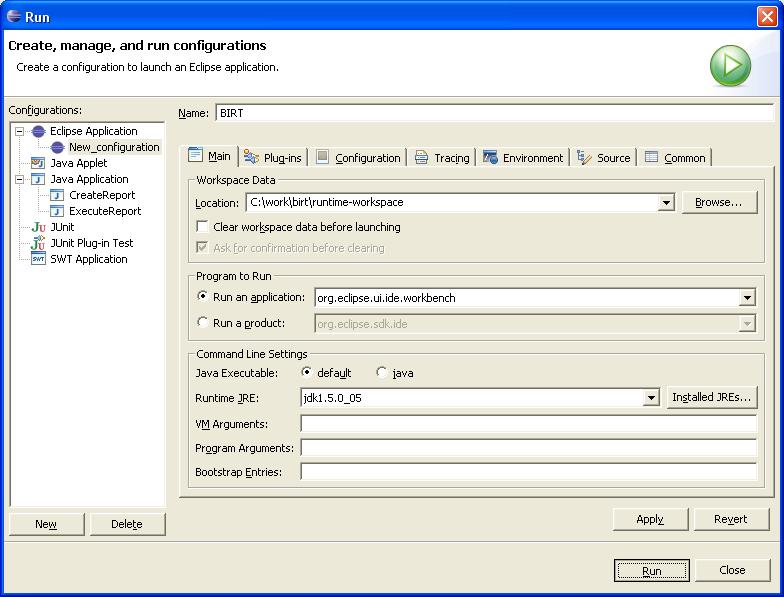 Run
Create, manage, and run configurations
Create a configuration to launch an Eclipse application.
Configurations:
Eclipse Application
New_configuration
Java Applet
Java Application
CreateReport
ExecuteReport
JUnit
JUnit Plug-in Test
SWT Application
New
Delete
Name: BIRT
Main Plug-ins Configuration Tracing Environment Source Common
Workspace Data
Location: C:\work\birt\runtime-workspace Browse...
Clear workspace data before launching
Ask for confirmation before clearing
Program to Run
Run an application: org.eclipse.ui.ide.workbench
Run a product: org.eclipse.sdk.ide
Command Line Settings
Java Executable: default java
Runtime JRE: jdk1.5.0_05 Installed JREs...
VM Arguments:
Program Arguments:
Bootstrap Entries:
Apply Revert
Run Close